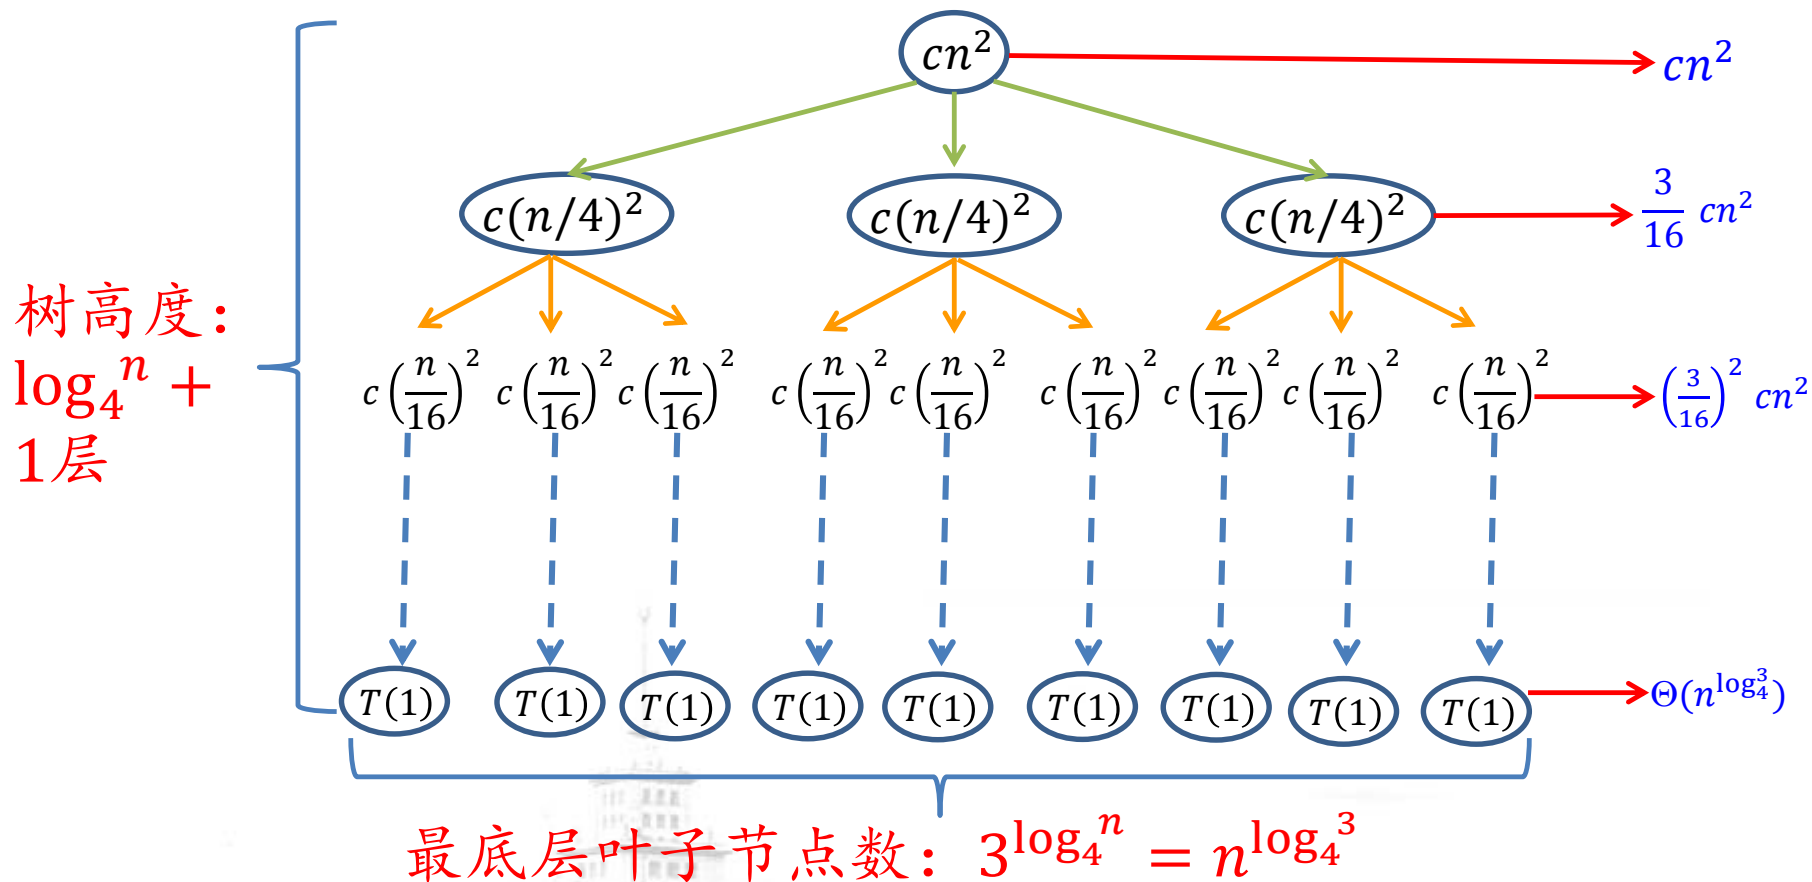 cn²
cn²
c(n/4)² c(n/4)² c(n/4)²
3/16 cn²
树高度：
log₄ⁿ +
1层
c(n/16)² c(n/16)² c(n/16)² c(n/16)² c(n/16)² c(n/16)² c(n/16)² c(n/16)² c(n/16)²
(3/16)² cn²
T(1) T(1) T(1) T(1) T(1) T(1) T(1) T(1) T(1)
Θ(n^{log₄³})
最底层叶子节点数：3^{log₄ⁿ} = n^{log₄³}